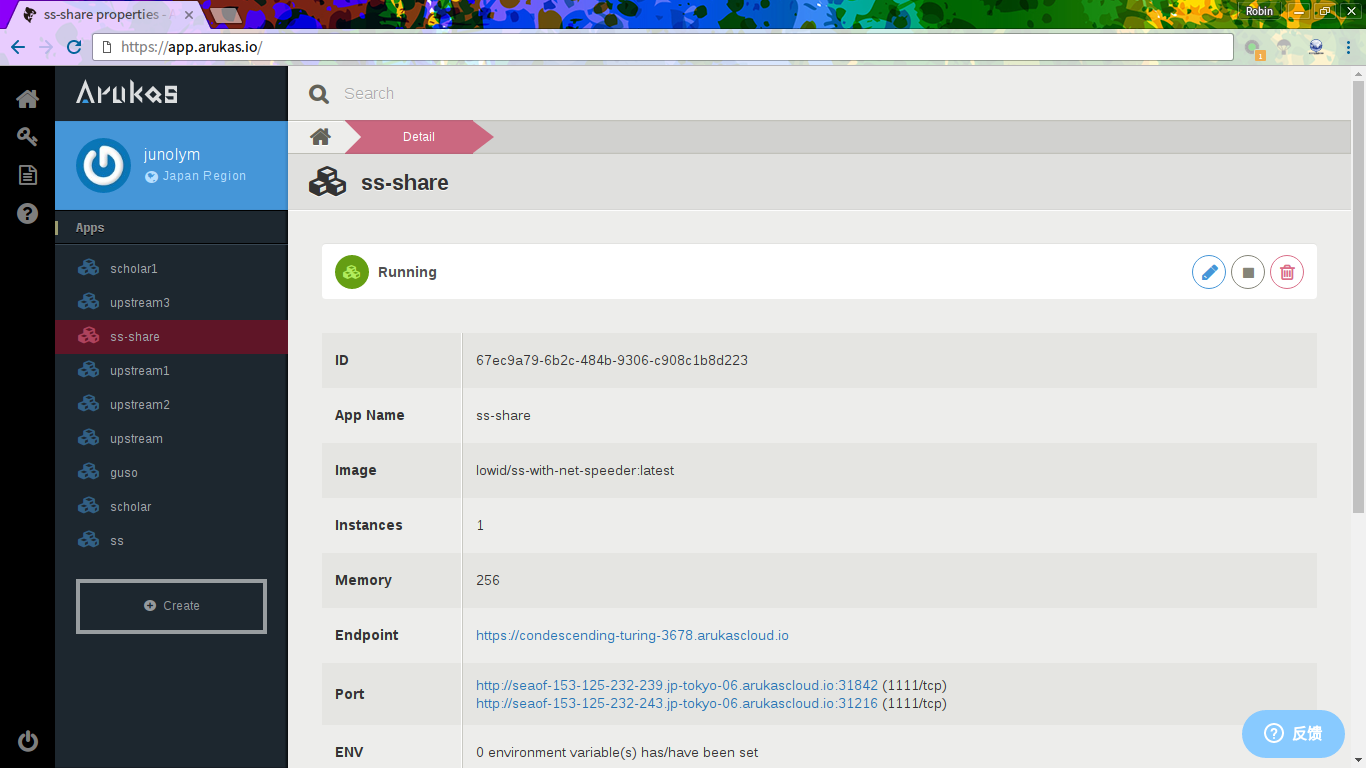 ss-share properties - A
Robin
https://app.arukas.io/
1
Arukas
Search
junolym
Japan Region
Detail
ss-share
Apps
scholar1
upstream3
ss-share
upstream1
upstream2
upstream
guso
scholar
ss
Create
Running
ID
67ec9a79-6b2c-484b-9306-c908c1b8d223
App Name
ss-share
Image
lowid/ss-with-net-speeder:latest
Instances
1
Memory
256
Endpoint
https://condescending-turing-3678.arukascloud.io
Port
http://seaof-153-125-232-239.jp-tokyo-06.arukascloud.io:31842 (1111/tcp)
http://seaof-153-125-232-243.jp-tokyo-06.arukascloud.io:31216 (1111/tcp)
ENV
0 environment variable(s) has/have been set
反馈